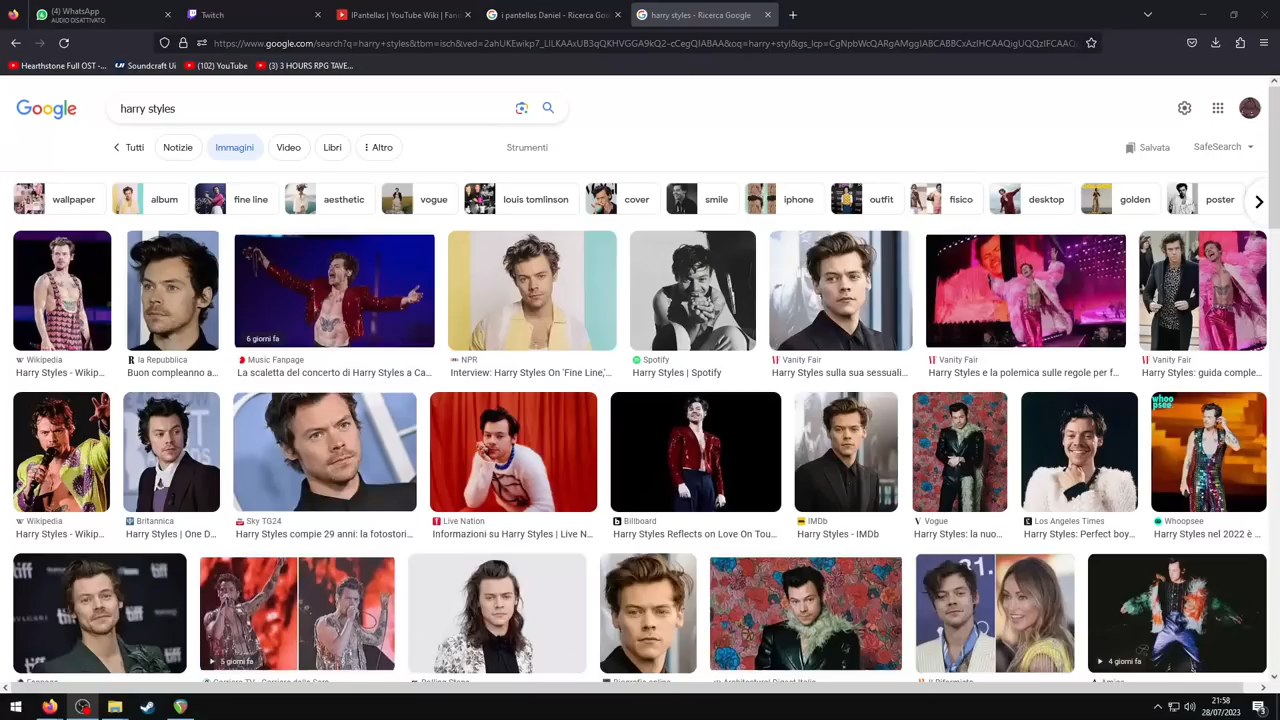 (4) WhatsApp
AUDIO DISATTIVATO
Twitch
IPantellas | YouTube Wiki | Fan
i pantellas Daniel - Ricerca Goo
harry styles - Ricerca Google
https://www.google.com/search?q=harry+styles&tbm=isch&ved=2ahUKEwikp7_LlLKAAxUB3qQKHVGGA9kQ2-cCegQIABAA&oq=harry+styl&gs_lcp=CgNpbWcQARgAMggIABCABBCxAzIHCAAQigUQQzIFCAA
Hearthstone Full OST -...
Soundcraft Ui
(102) YouTube
(3) 3 HOURS RPG TAVE...
Google
harry styles
Tutti
Notizie
Immagini
Video
Libri
Altro
Strumenti
Salvata
SafeSearch
wallpaper
album
fine line
aesthetic
vogue
louis tomlinson
cover
smile
iphone
outfit
fisico
desktop
golden
poster
6 giorni fa
Wikipedia
la Repubblica
Music Fanpage
NPR
Spotify
Vanity Fair
Vanity Fair
Vanity Fair
Harry Styles - Wikip...
Buon compleanno a...
La scaletta del concerto di Harry Styles a Ca...
Interview: Harry Styles On 'Fine Line,'...
Harry Styles | Spotify
Harry Styles sulla sua sessuali...
Harry Styles e la polemica sulle regole per f...
Harry Styles: guida comple...
whoo
psee
Wikipedia
Britannica
Sky TG24
Live Nation
Billboard
IMDb
Vogue
Los Angeles Times
Whoopsee
Harry Styles - Wikip...
Harry Styles | One D...
Harry Styles compie 29 anni: la fotostori...
Informazioni su Harry Styles | Live N...
Harry Styles Reflects on Love On Tou...
Harry Styles - IMDb
Harry Styles: la nuo...
Harry Styles: Perfect boy...
Harry Styles nel 2022 è ...
tiff
5 giorni fa
31.
4 giorni fa
21:58
28/07/2023